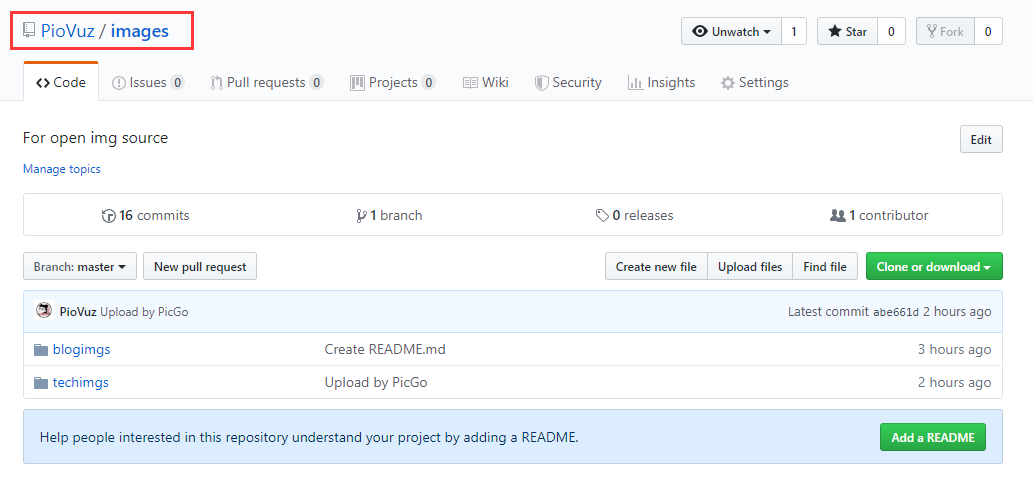 PioVuz / images Unwatch 1 Star 0 Fork 0
Code Issues 0 Pull requests 0 Projects 0 Wiki Security Insights Settings
For open img source Edit
Manage topics
16 commits 1 branch 0 releases 1 contributor
Branch: master New pull request Create new file Upload files Find file Clone or download
PioVuz Upload by PicGo Latest commit abe661d 2 hours ago
blogimgs Create README.md 3 hours ago
techimgs Upload by PicGo 2 hours ago
Help people interested in this repository understand your project by adding a README. Add a README